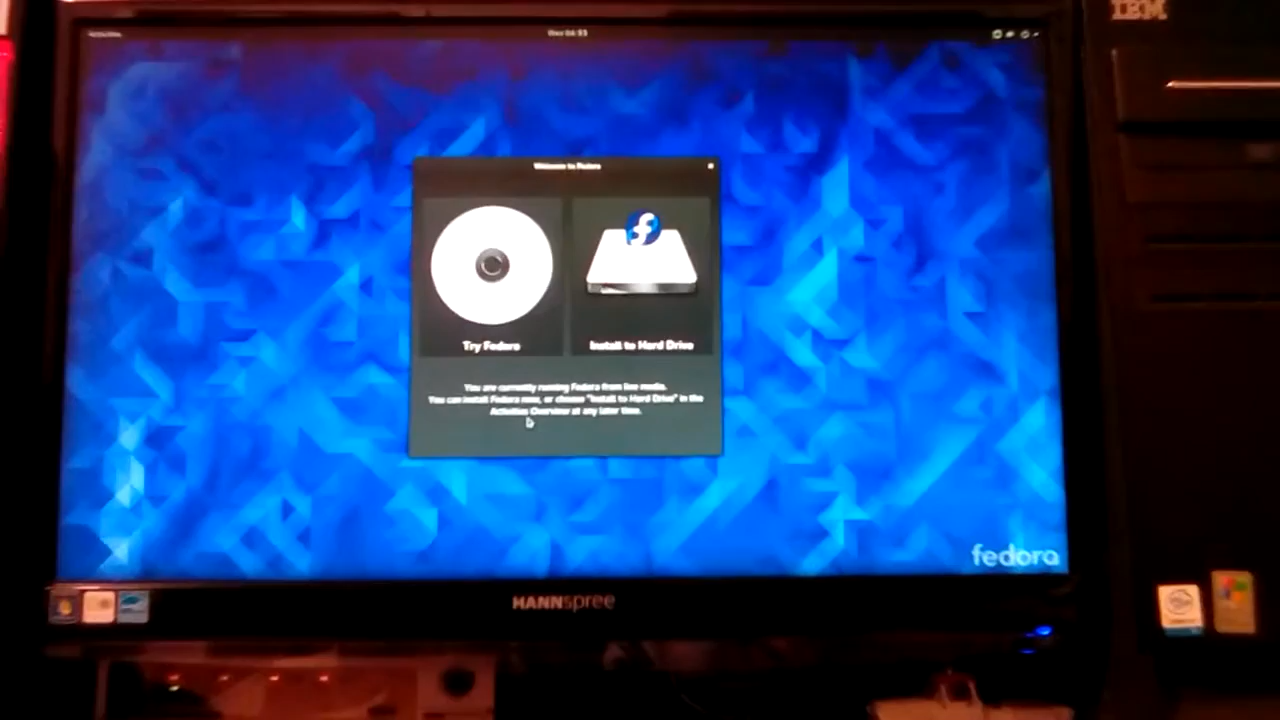 IBM
Activities
Welcome to Fedora
Try Fedora
Install to Hard Drive
You are currently running Fedora from live media.
You can install Fedora now, or choose "Install to Hard Drive" in the
Activities Overview at any later time.
fedora
HANNspree